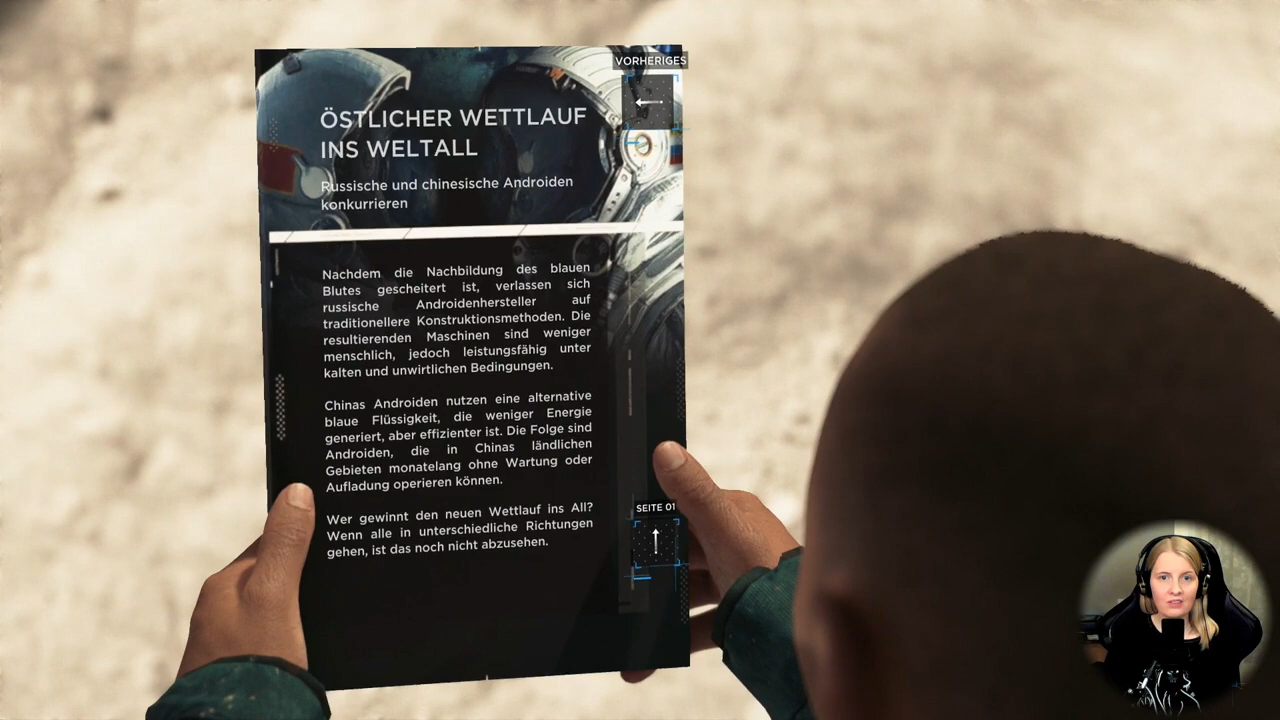 VORHERIGES
ÖSTLICHER WETTLAUF
INS WELTALL
Russische und chinesische Androiden
konkurrieren
Nachdem die Nachbildung des blauen
Blutes gescheitert ist, verlassen sich
russische Androidenhersteller auf
traditionellere Konstruktionsmethoden. Die
resultierenden Maschinen sind weniger
menschlich, jedoch leistungsfähig unter
kalten und unwirtlichen Bedingungen.
Chinas Androiden nutzen eine alternative
blaue Flüssigkeit, die weniger Energie
generiert, aber effizienter ist. Die Folge sind
Androiden, die in Chinas ländlichen
Gebieten monatelang ohne Wartung oder
Aufladung operieren können.
Wer gewinnt den neuen Wettlauf ins All?
Wenn alle in unterschiedliche Richtungen
gehen, ist das noch nicht abzusehen.
SEITE 01